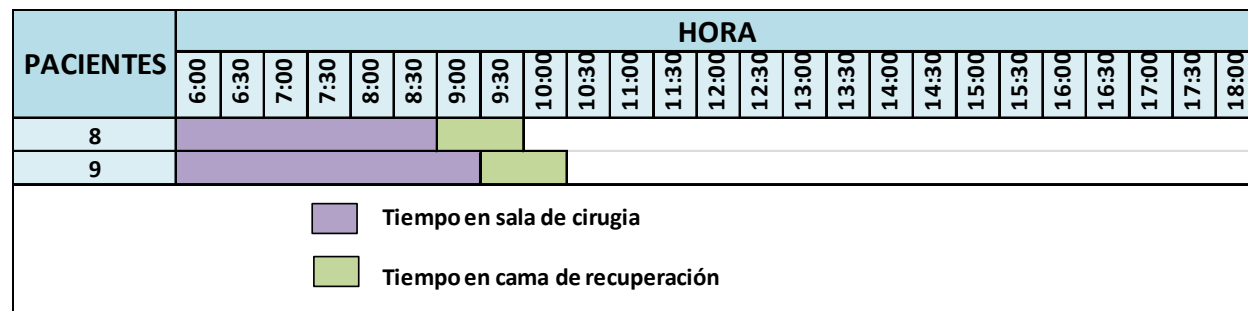 HORA
PACIENTES
6:00 6:30 7:00 7:30 8:00 8:30 9:00 9:30 10:00 10:30 11:00 11:30 12:00 12:30 13:00 13:30 14:00 14:30 15:00 15:30 16:00 16:30 17:00 17:30 18:00
8
9
Tiempo en sala de cirugia
Tiempo en cama de recuperación